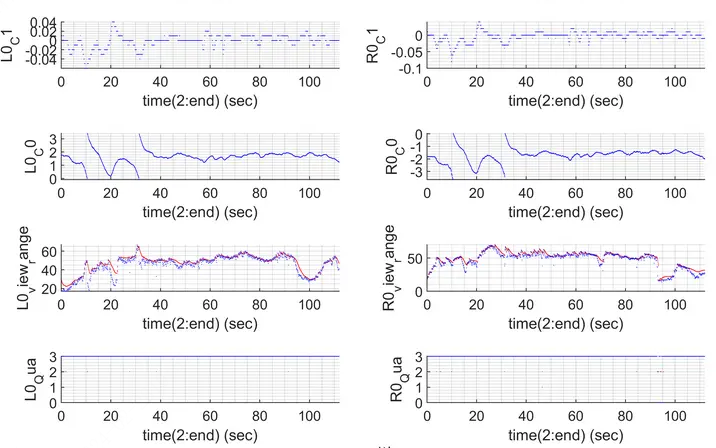 0.04
0.02
0
-0.02
-0.04
L0_C1
0 20 40 60 80 100
time(2:end) (sec)
0
-0.05
-0.1
R0_C1
0 20 40 60 80 100
time(2:end) (sec)
3
2
1
0
L0_C0
0 20 40 60 80 100
time(2:end) (sec)
0
-1
-2
-3
R0_C0
0 20 40 60 80 100
time(2:end) (sec)
60
40
20
L0_view_range
0 20 40 60 80 100
time(2:end) (sec)
50
0
R0_view_range
0 20 40 60 80 100
time(2:end) (sec)
3
2
1
0
L0_Qua
0 20 40 60 80 100
time(2:end) (sec)
3
2
1
0
R0_Qua
0 20 40 60 80 100
time(2:end) (sec)